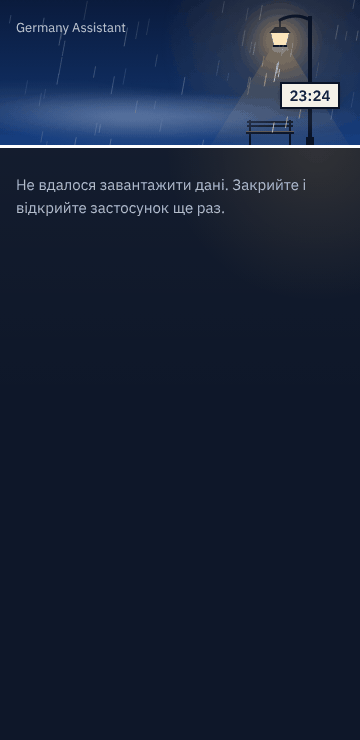 Germany Assistant
23:24
Не вдалося завантажити дані. Закрийте і
відкрийте застосунок ще раз.